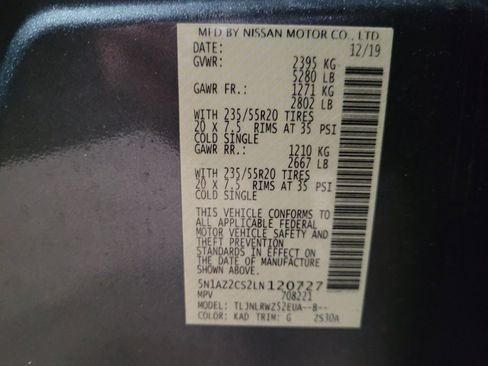 MFD BY NISSAN MOTOR CO., LTD.
DATE: 12/19
GVWR: 2395 KG
5280 LB
GAWR FR.: 1271 KG
2802 LB
WITH 235/55R20 TIRES
20 X 7.5 RIMS AT 35 PSI
COLD SINGLE
GAWR RR.: 1210 KG
2667 LB
WITH 235/55R20 TIRES
20 X 7.5 RIMS AT 35 PSI
COLD SINGLE
THIS VEHICLE CONFORMS TO
ALL APPLICABLE FEDERAL
MOTOR VEHICLE SAFETY AND
THEFT PREVENTION
STANDARDS IN EFFECT ON
THE DATE OF MANUFACTURE
SHOWN ABOVE.
5N1AZ2CS2LN120727
MPV 708221
MODEL: TLJNLRWZ52EUA--B--
COLOR: KAD TRIM: G 2S30A